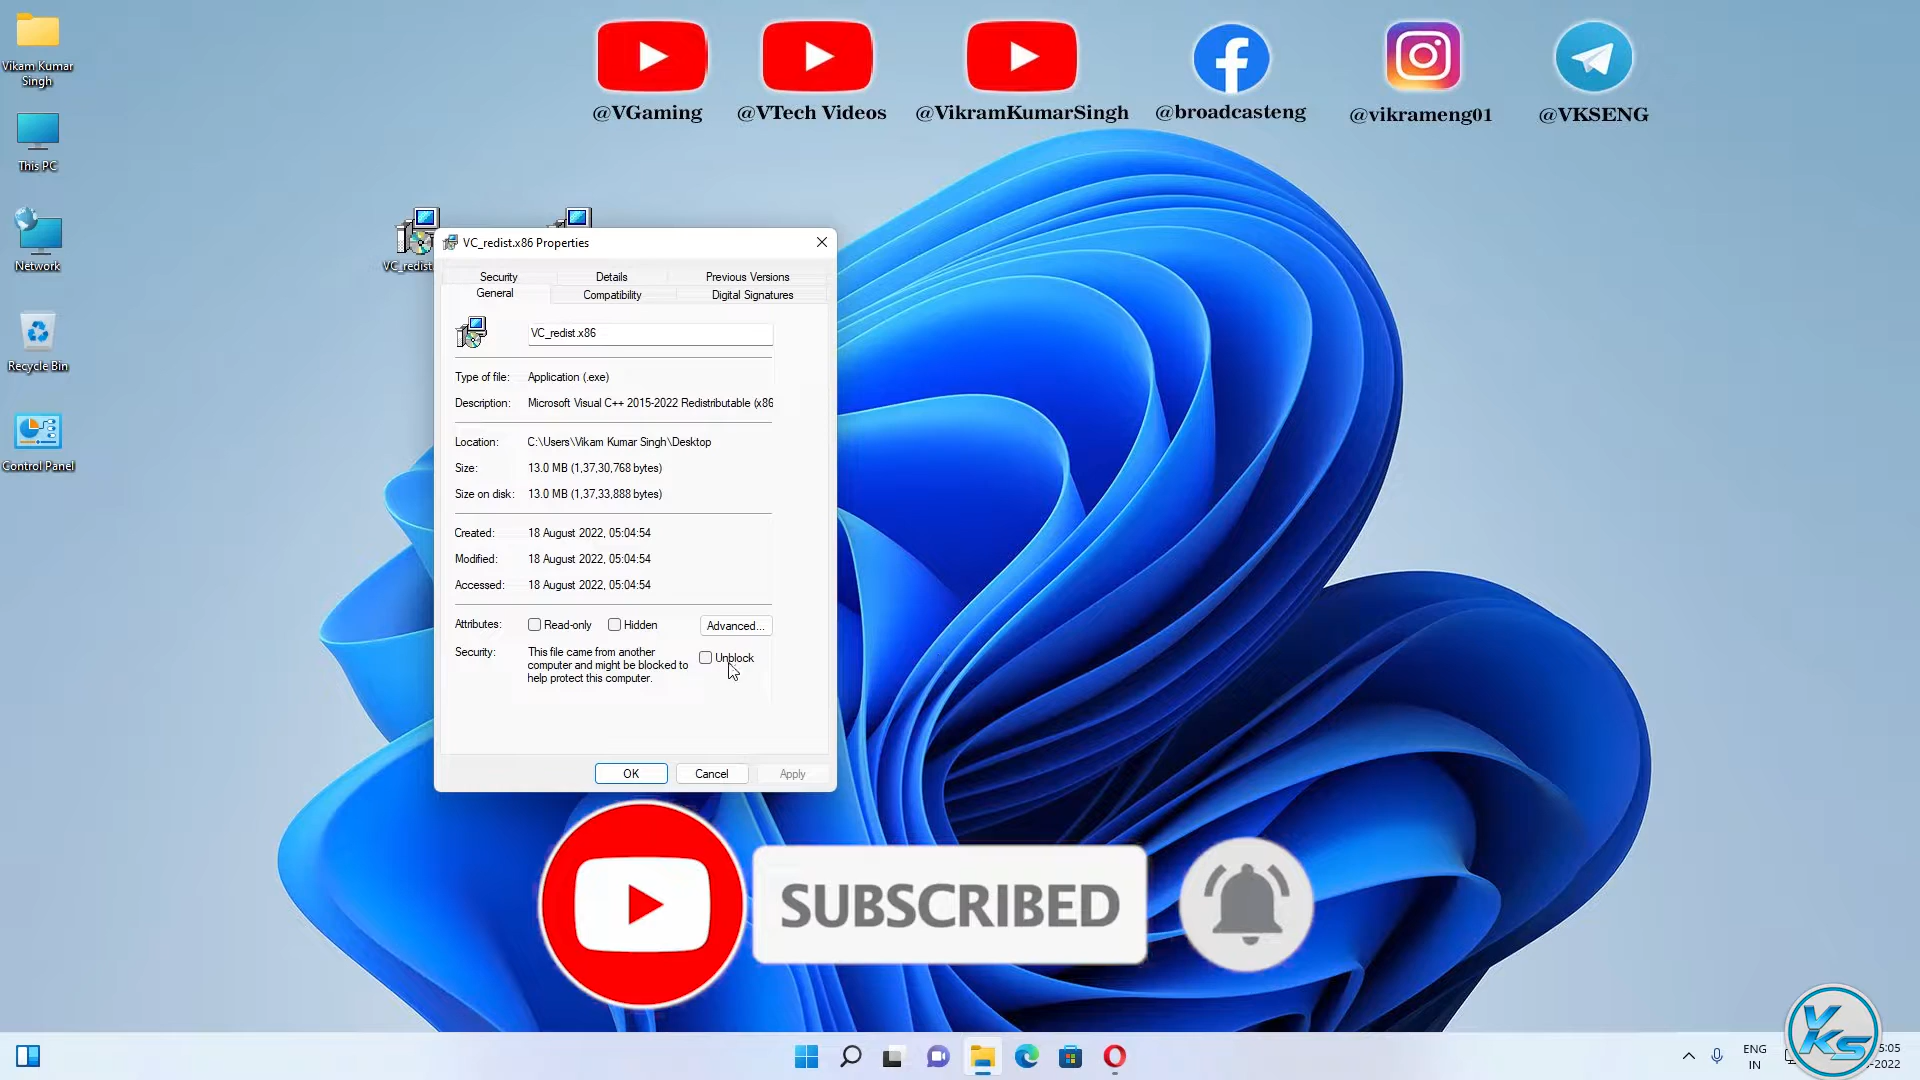 @VGaming
@VTech Videos
@VikramKumarSingh
@broadcasteng
@vikrameng01
@VKSENG
Vikam Kumar
Singh
This PC
Network
Recycle Bin
Control Panel
VC_redist.
VC_redist.x86 Properties
Security
Details
Previous Versions
General
Compatibility
Digital Signatures
VC_redist.x86
Type of file: Application (.exe)
Description: Microsoft Visual C++ 2015-2022 Redistributable (x86
Location: C:\Users\Vikam Kumar Singh\Desktop
Size: 13.0 MB (1,37,30,768 bytes)
Size on disk: 13.0 MB (1,37,33,888 bytes)
Created: 18 August 2022, 05:04:54
Modified: 18 August 2022, 05:04:54
Accessed: 18 August 2022, 05:04:54
Attributes: Read-only Hidden Advanced...
Security: This file came from another
computer and might be blocked to
help protect this computer.
Unblock
OK
Cancel
Apply
SUBSCRIBED
ENG
IN
VKS
5:05
-2022